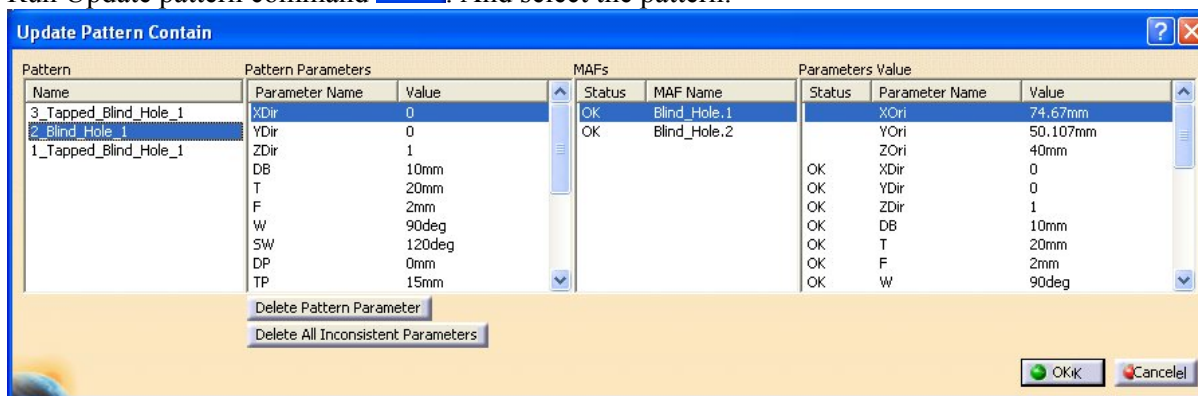 Run Update pattern command . And select the pattern.
Update Pattern Contain
Pattern Pattern Parameters MAFs Parameters Value
Name Parameter Name Value Status MAF Name Status Parameter Name Value
3_Tapped_Blind_Hole_1 XDir 0 OK Blind_Hole.1 XOri 74.67mm
2_Blind_Hole_1 YDir 0 OK Blind_Hole.2 YOri 50.107mm
1_Tapped_Blind_Hole_1 ZDir 1 ZOri 40mm
DB 10mm OK XDir 0
T 20mm OK YDir 0
F 2mm OK ZDir 1
W 90deg OK DB 10mm
SW 120deg OK T 20mm
DP 0mm OK F 2mm
TP 15mm OK W 90deg
Delete Pattern Parameter
Delete All Inconsistent Parameters
OKK Cancelel